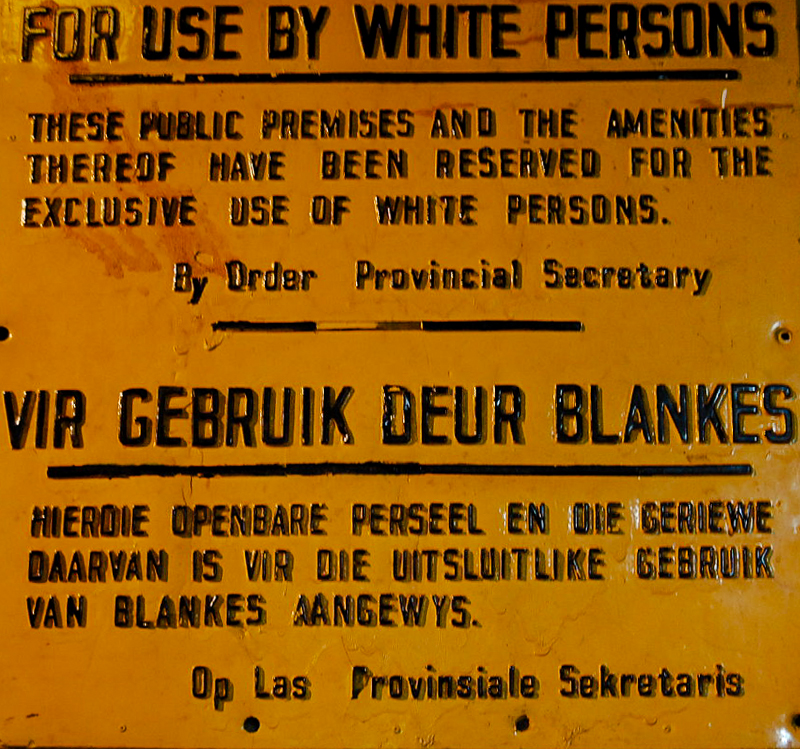 FOR USE BY WHITE PERSONS
THESE PUBLIC PREMISES AND THE AMENITIES
THEREOF HAVE BEEN RESERVED FOR THE
EXCLUSIVE USE OF WHITE PERSONS.
By Order Provincial Secretary
VIR GEBRUIK DEUR BLANKES
HIERDIE OPENBARE PERSEEL EN DIE GERIEWE
DAARVAN IS VIR DIE UITSLUITLIKE GEBRUIK
VAN BLANKES AANGEWYS.
Op Las Provinsiale Sekretaris